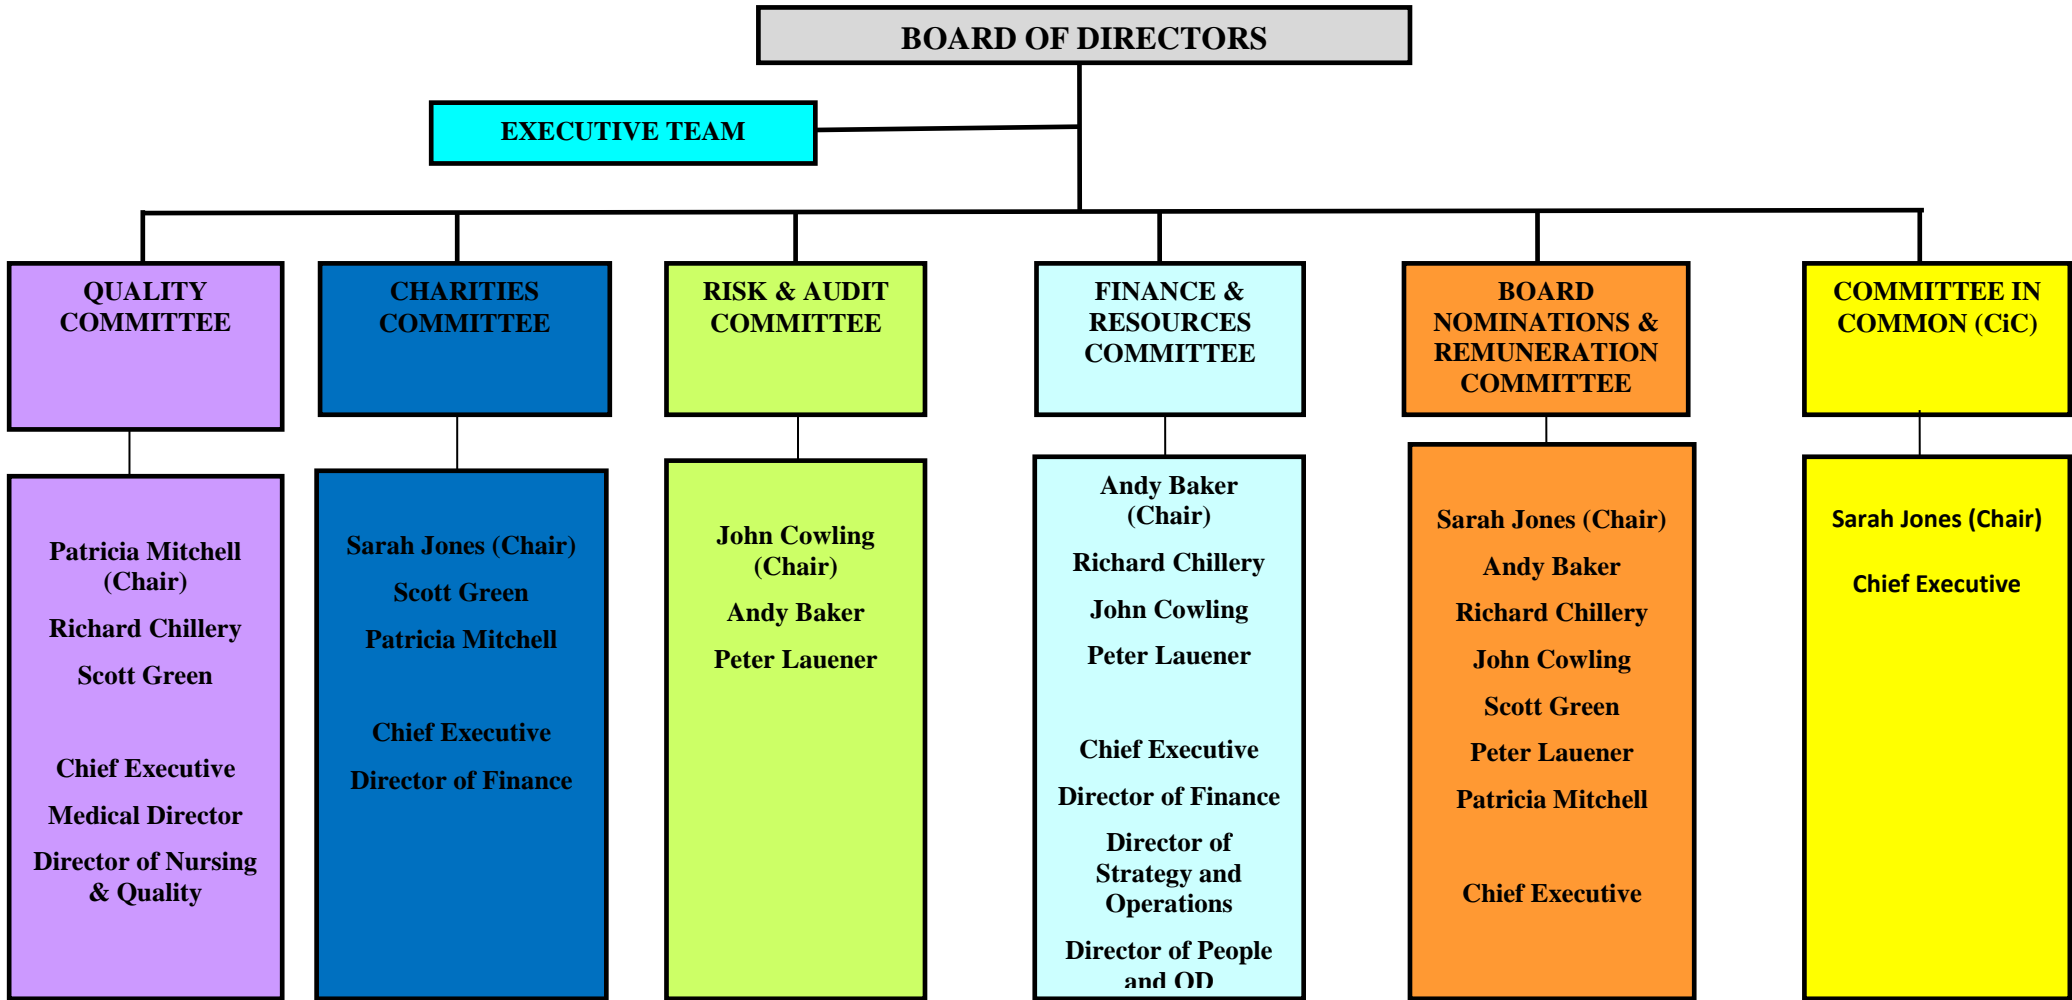 BOARD OF DIRECTORS
EXECUTIVE TEAM
QUALITY
COMMITTEE
CHARITIES
COMMITTEE
RISK & AUDIT
COMMITTEE
FINANCE &
RESOURCES
COMMITTEE
BOARD
NOMINATIONS &
REMUNERATION
COMMITTEE
COMMITTEE IN
COMMON (CiC)
Patricia Mitchell
(Chair)
Richard Chillery
Scott Green
Chief Executive
Medical Director
Director of Nursing
& Quality
Sarah Jones (Chair)
Scott Green
Patricia Mitchell
Chief Executive
Director of Finance
John Cowling
(Chair)
Andy Baker
Peter Lauener
Andy Baker
(Chair)
Richard Chillery
John Cowling
Peter Lauener
Chief Executive
Director of Finance
Director of
Strategy and
Operations
Director of People
and OD
Sarah Jones (Chair)
Andy Baker
Richard Chillery
John Cowling
Scott Green
Peter Lauener
Patricia Mitchell
Chief Executive
Sarah Jones (Chair)
Chief Executive